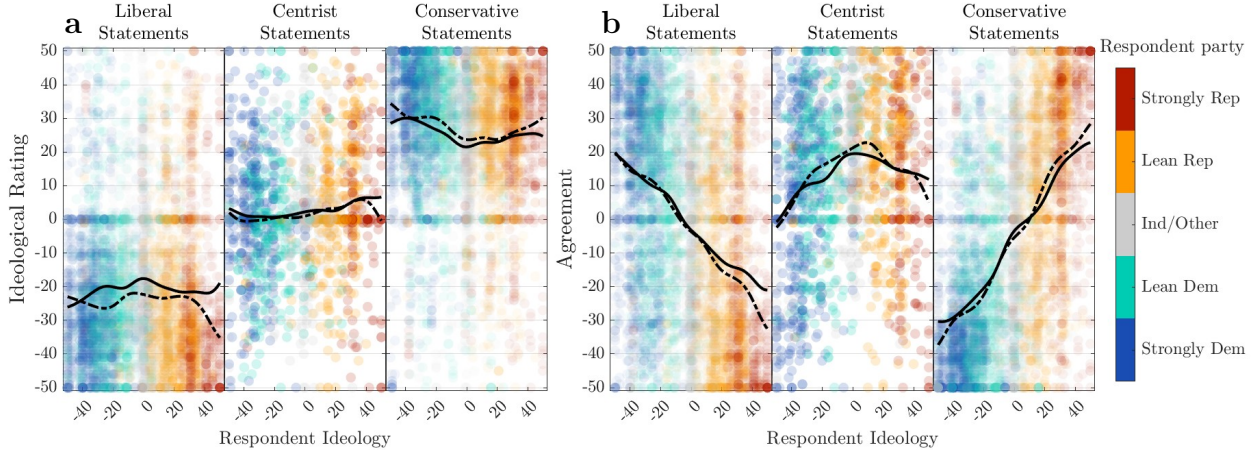 a
Liberal
Statements
Centrist
Statements
Conservative
Statements
Ideological Rating
50
40
30
20
10
0
-10
-20
-30
-40
-50
-40
-20
0
20
40
-40
-20
0
20
40
-40
-20
0
20
40
Respondent Ideology
b
Liberal
Statements
Centrist
Statements
Conservative
Statements
Agreement
50
40
30
20
10
0
-10
-20
-30
-40
-50
-40
-20
0
20
40
-40
-20
0
20
40
-40
-20
0
20
40
Respondent Ideology
Respondent party
Strongly Rep
Lean Rep
Ind/Other
Lean Dem
Strongly Dem